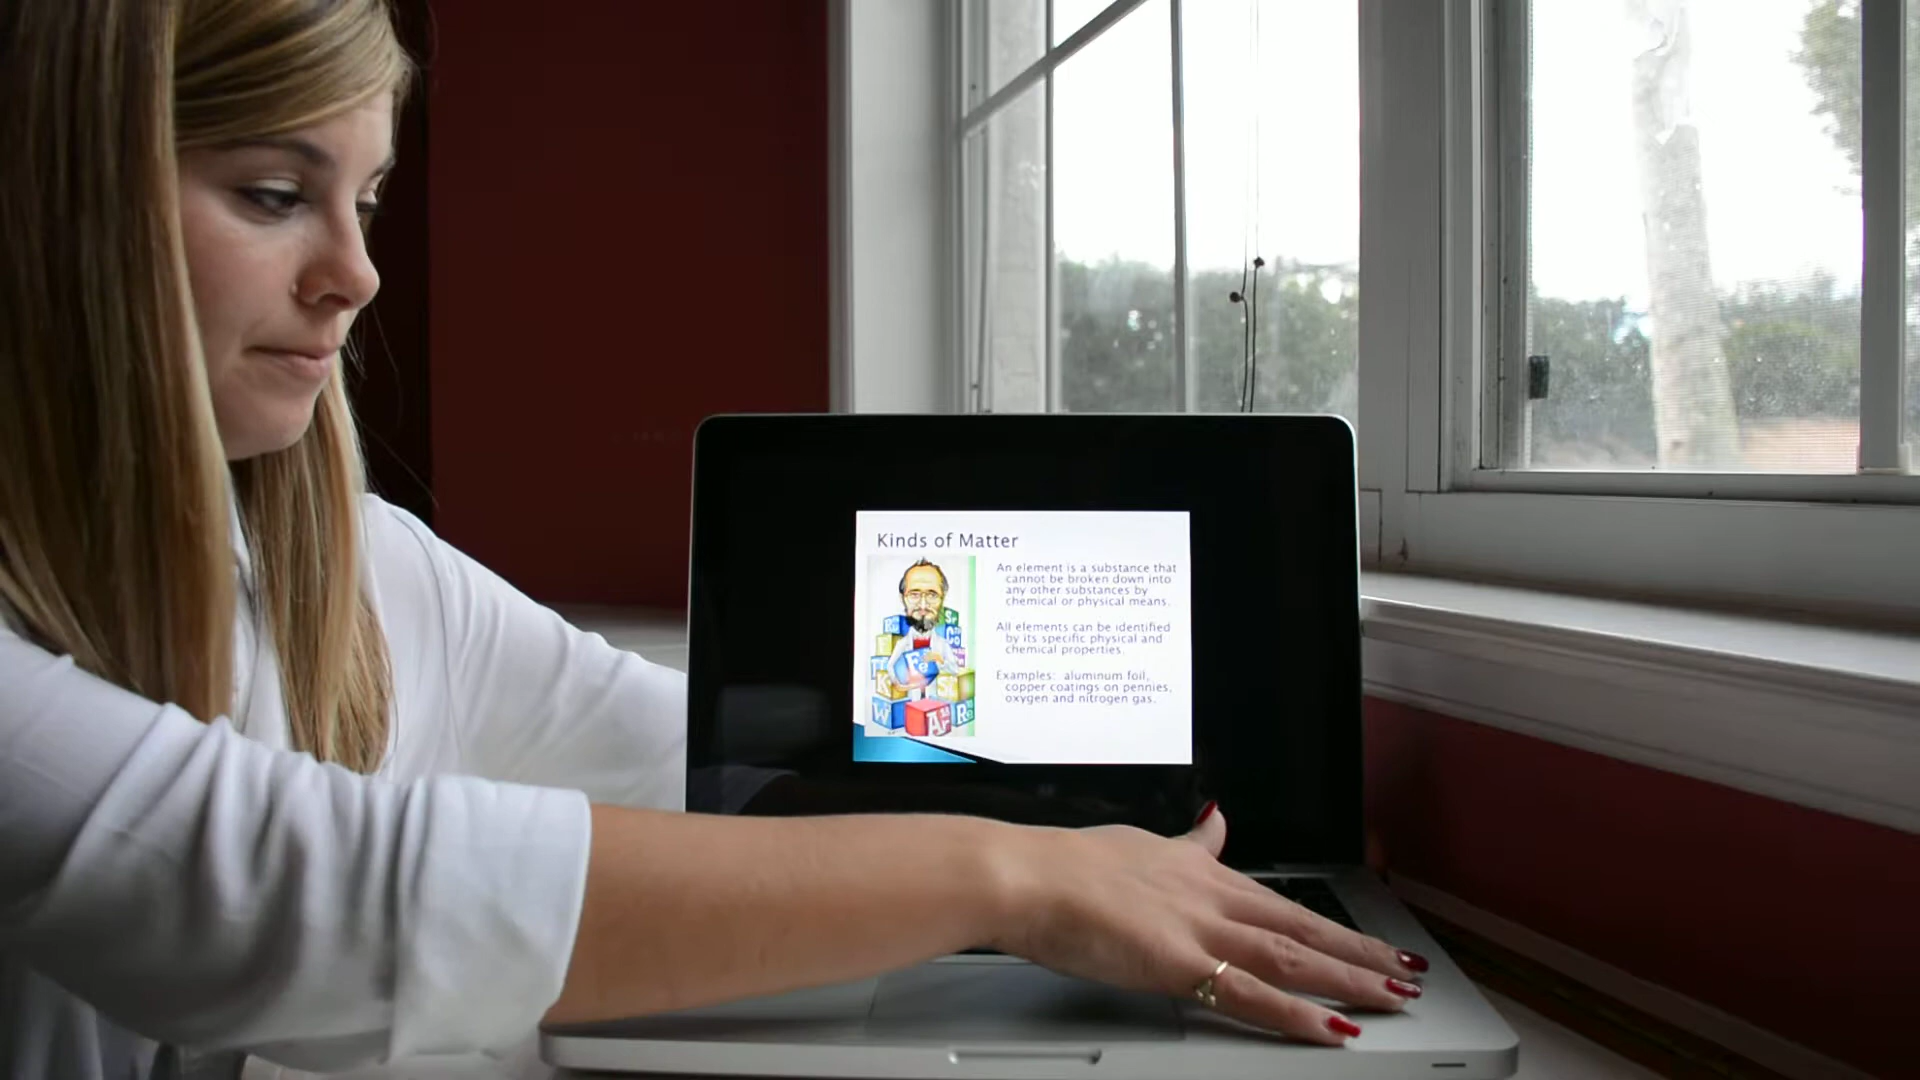 Kinds of Matter
An element is a substance that
cannot be broken down into
any other substances by
chemical or physical means.
All elements can be identified
by its specific physical and
chemical properties.
Examples: aluminum foil,
copper coatings on pennies,
oxygen and nitrogen gas.
Fe
K
W
Ar